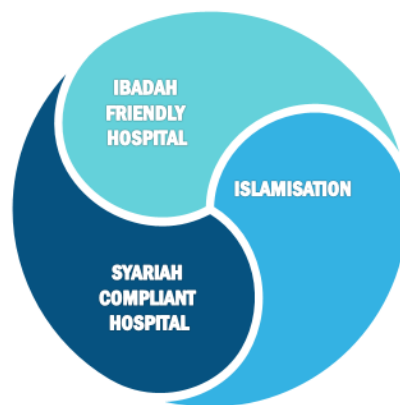 IBADAH
FRIENDLY
HOSPITAL
ISLAMISATION
SYARIAH
COMPLIANT
HOSPITAL